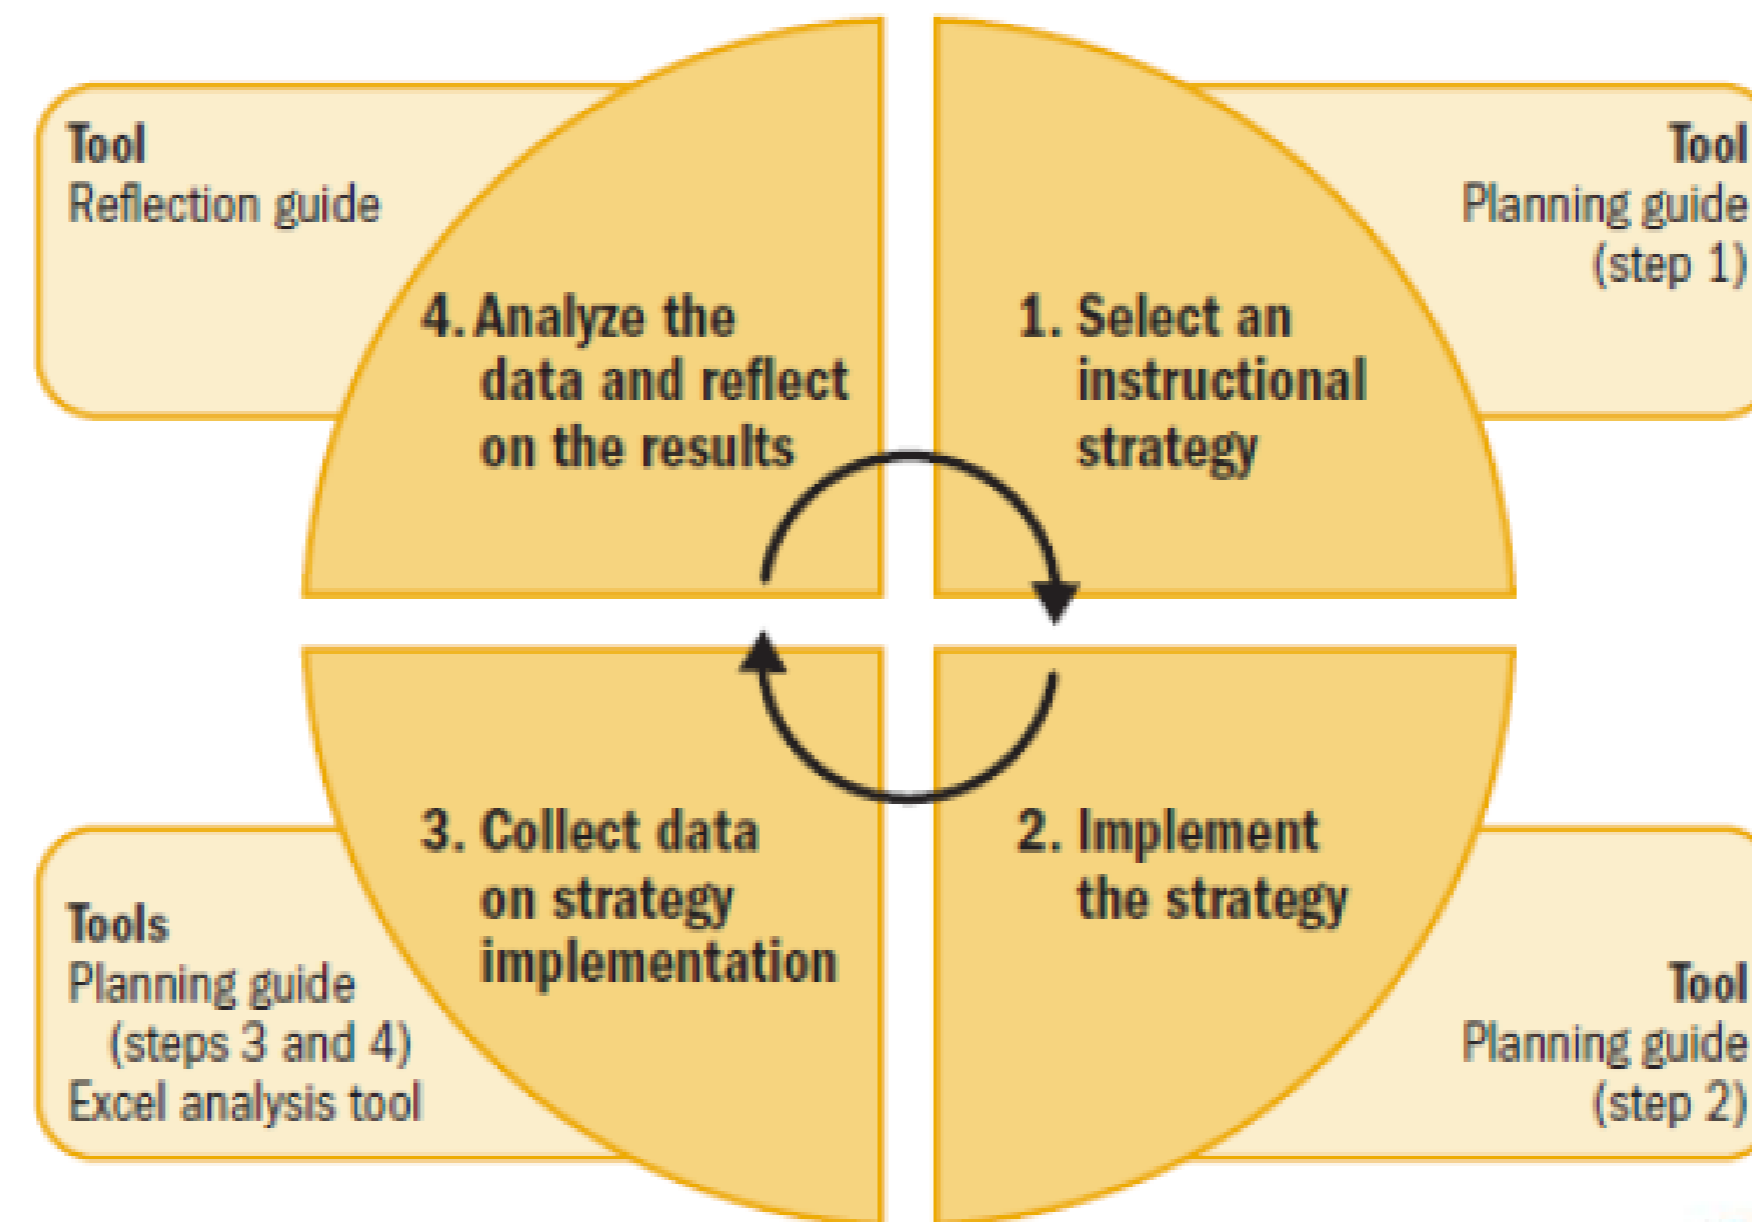 Tool
Reflection guide
4. Analyze the
data and reflect
on the results
Tool
Planning guide
(step 1)
1. Select an
instructional
strategy
Tools
Planning guide
(steps 3 and 4)
Excel analysis tool
3. Collect data
on strategy
implementation
2. Implement
the strategy
Tool
Planning guide
(step 2)